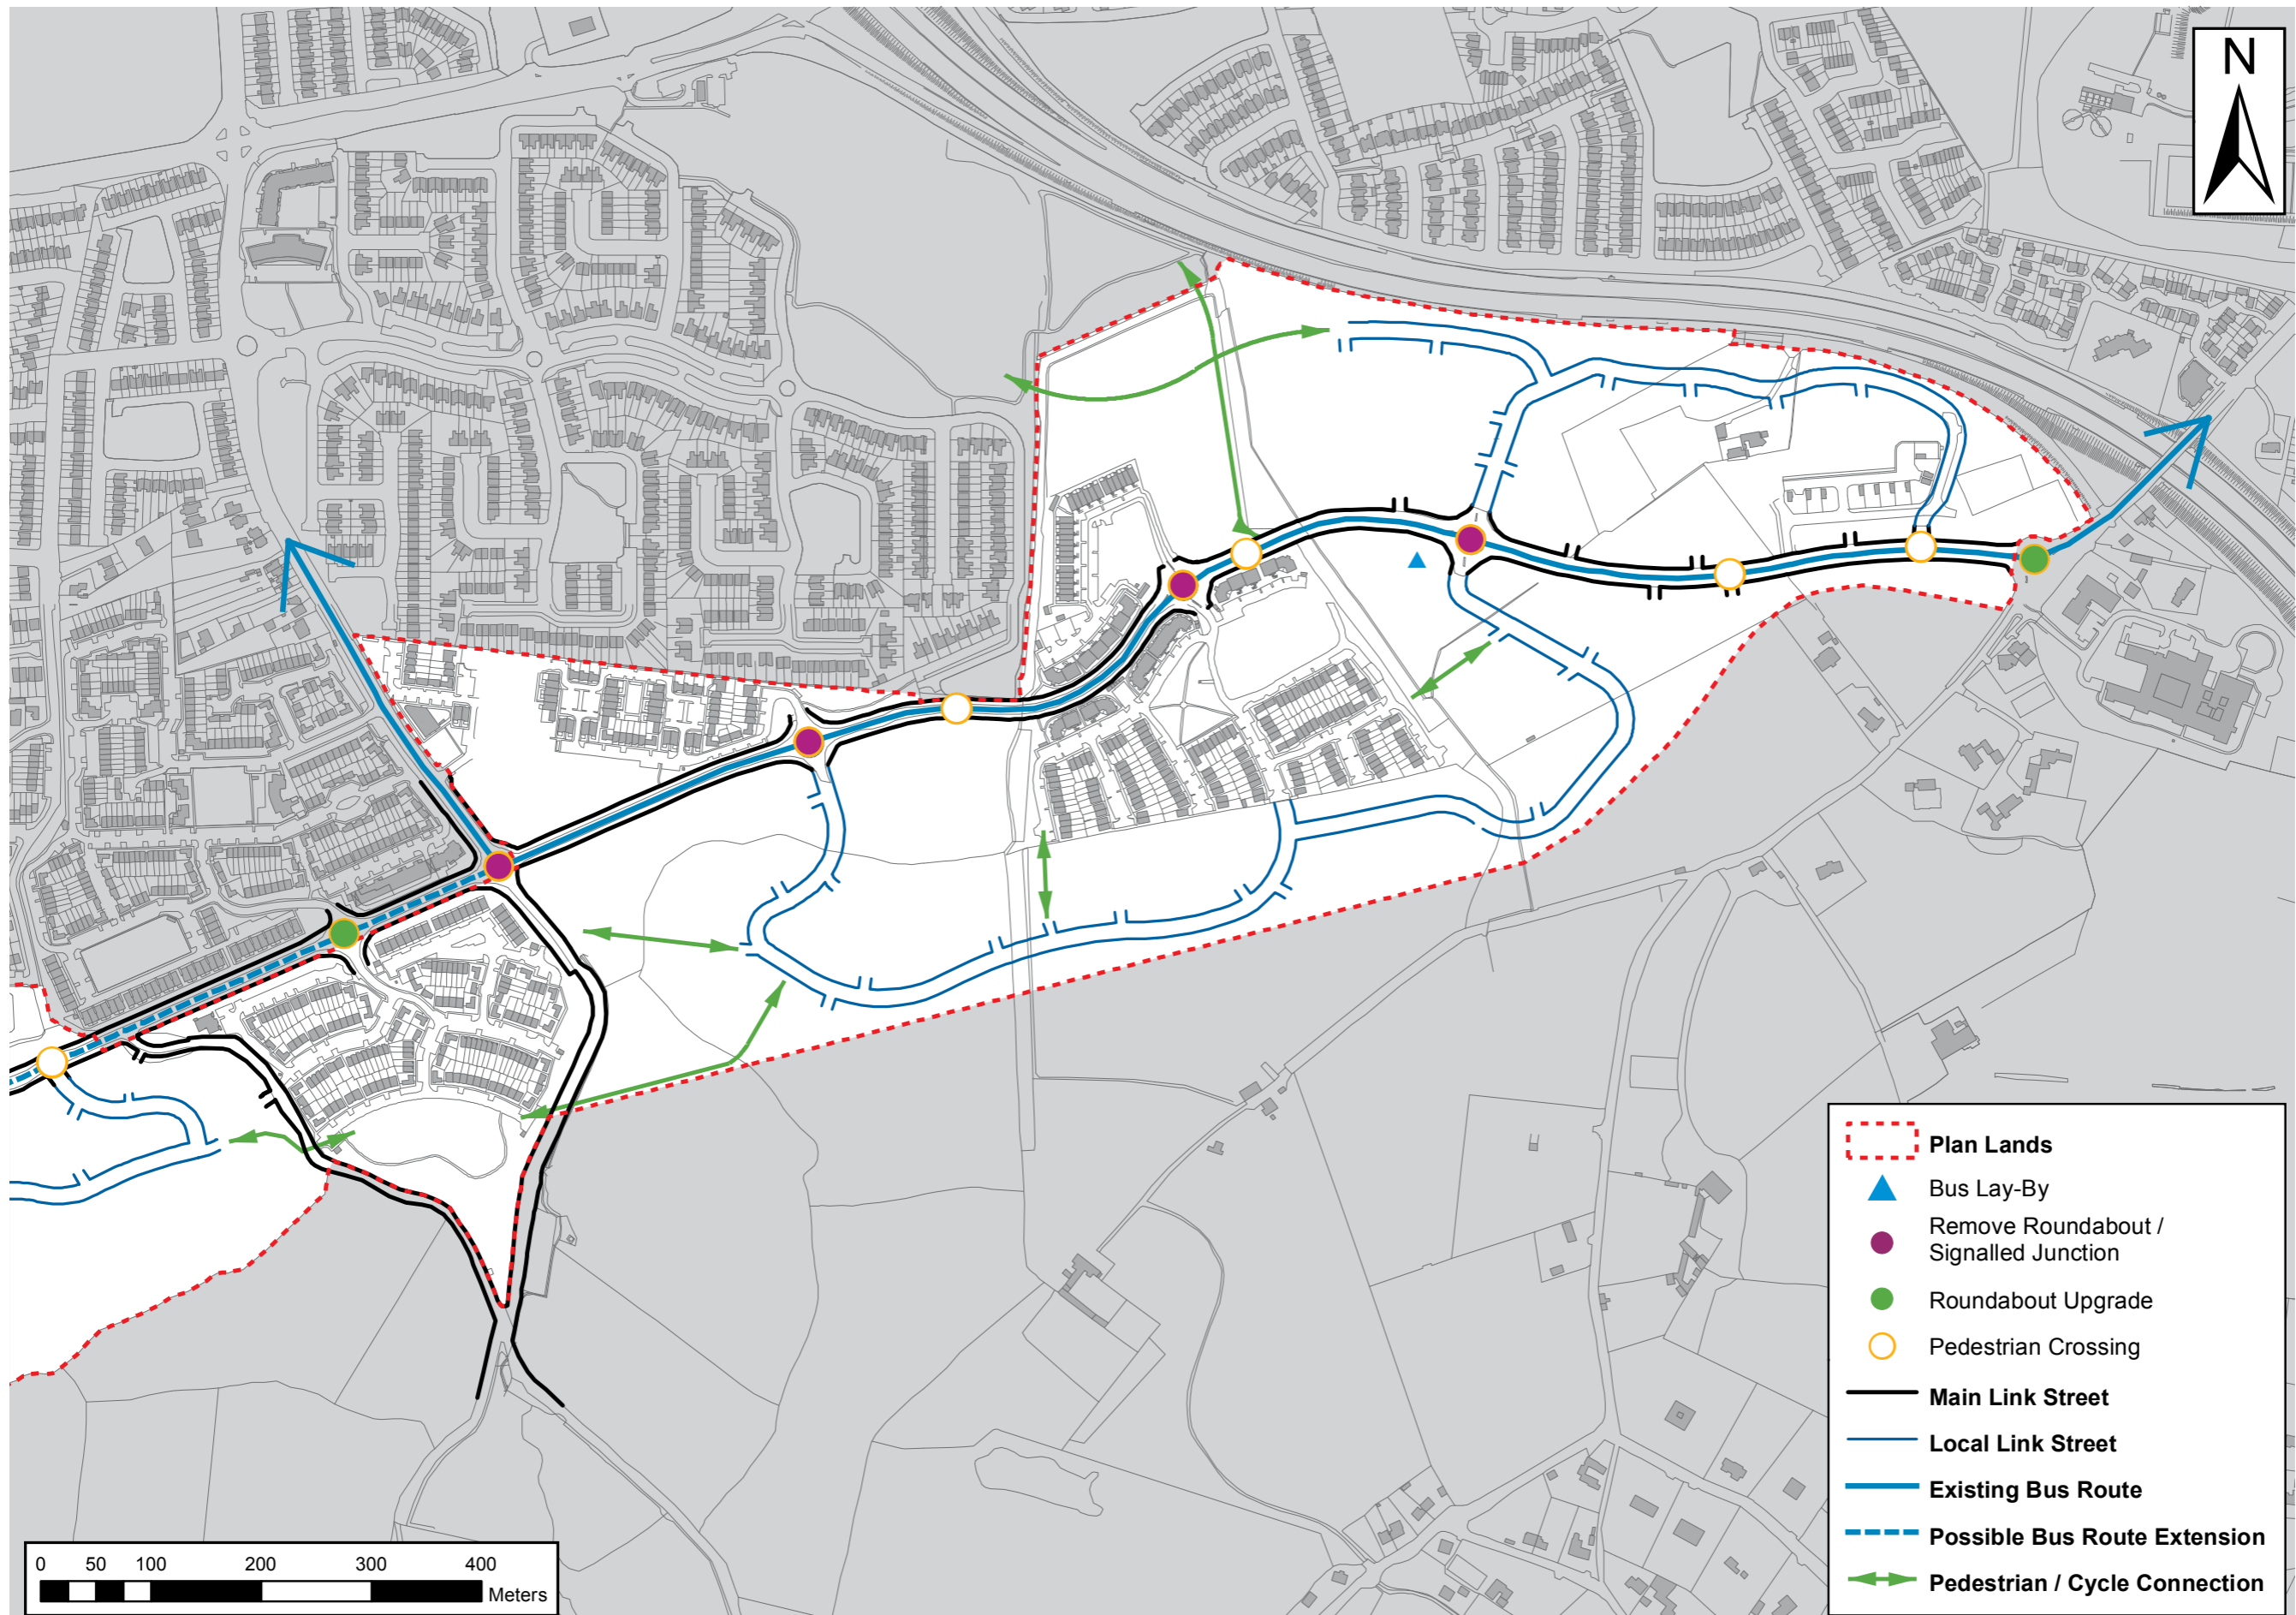 N
Plan Lands
Bus Lay-By
Remove Roundabout /
Signalled Junction
Roundabout Upgrade
Pedestrian Crossing
Main Link Street
Local Link Street
Existing Bus Route
Possible Bus Route Extension
Pedestrian / Cycle Connection
0 50 100 200 300 400
Meters